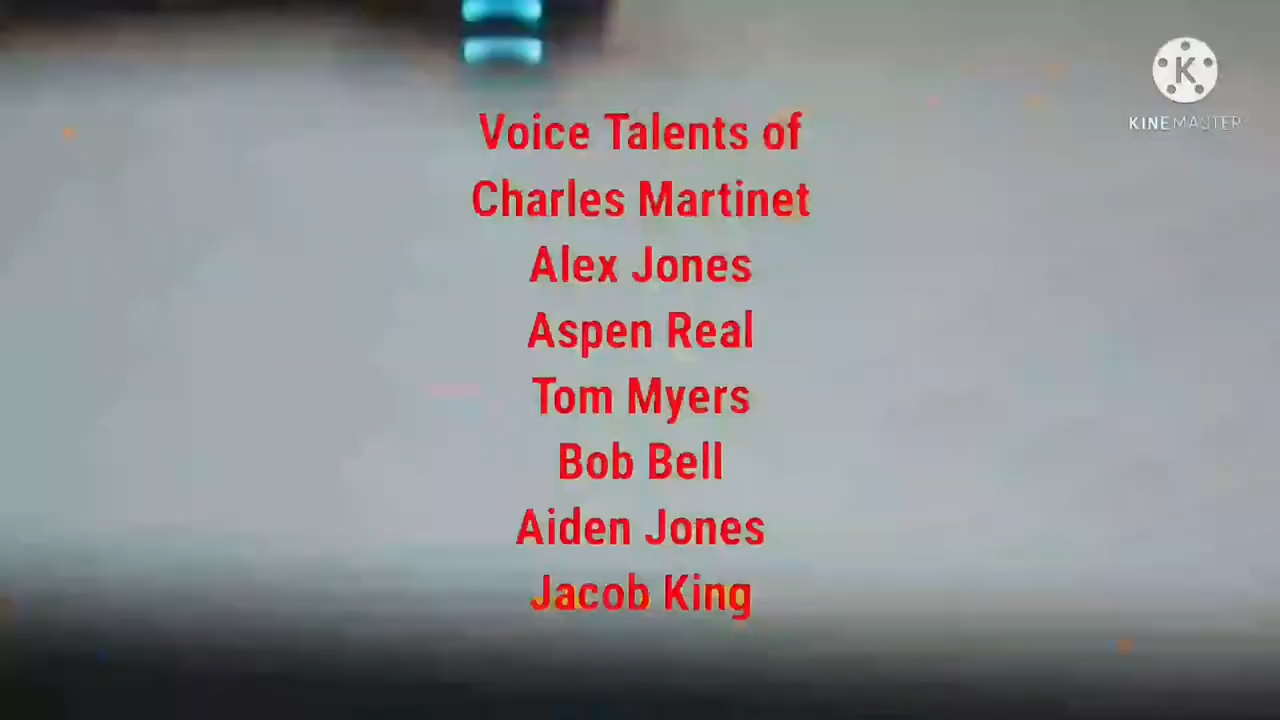 Voice Talents of
Charles Martinet
Alex Jones
Aspen Real
Tom Myers
Bob Bell
Aiden Jones
Jacob King
K
KINEMASTER